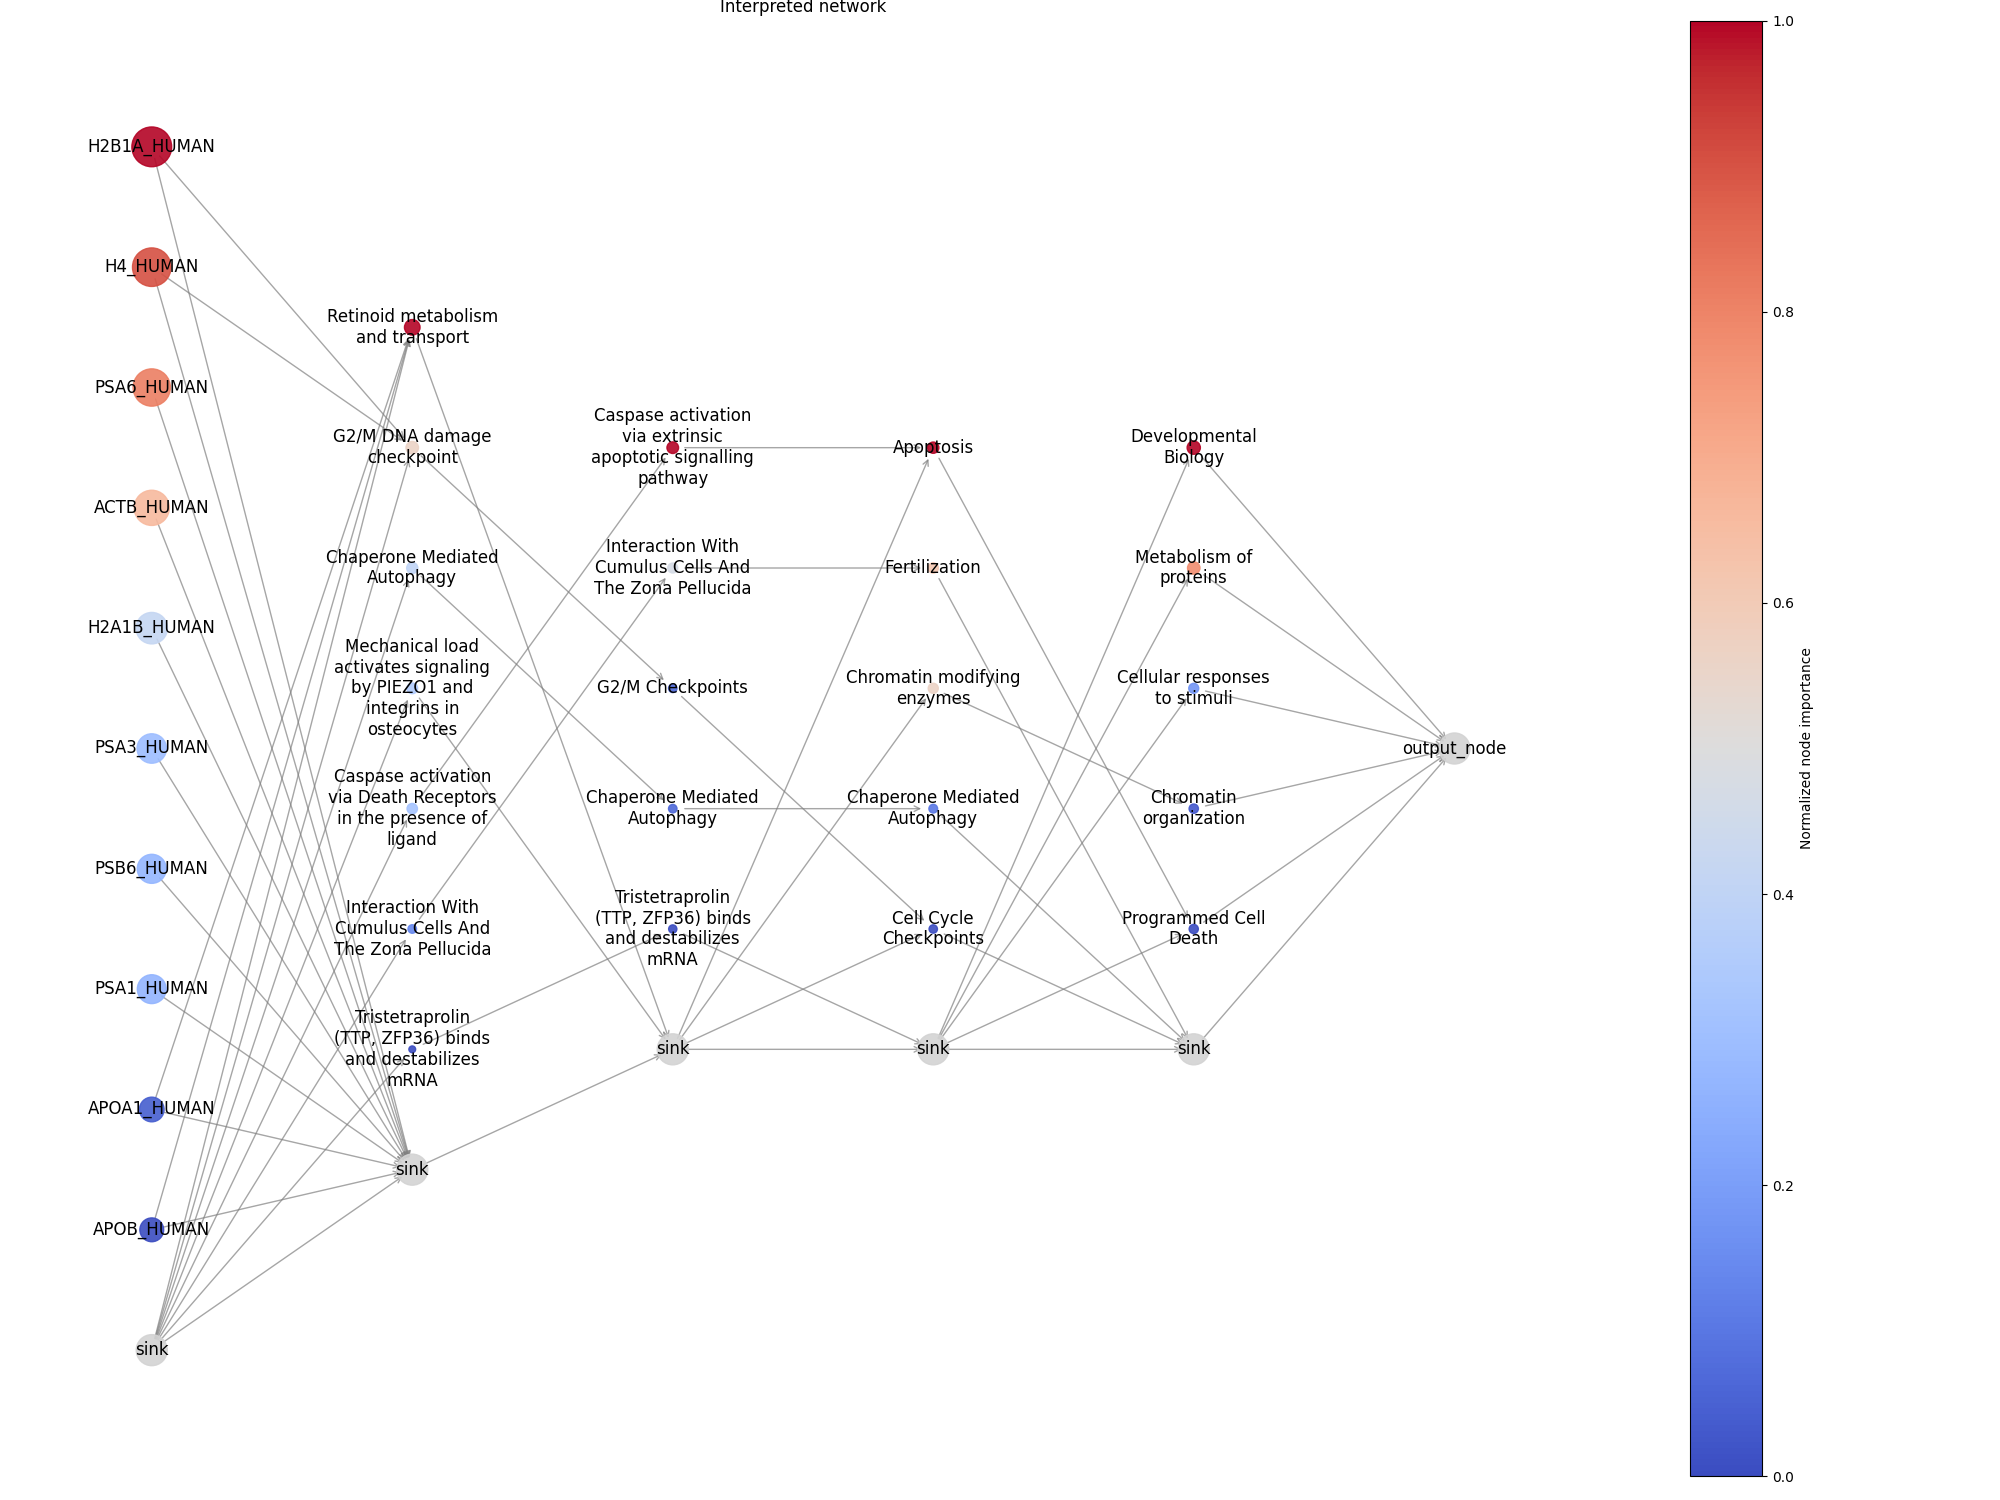 Interpreted network
H2B1A_HUMAN
H4_HUMAN
PSA6_HUMAN
ACTB_HUMAN
H2A1B_HUMAN
PSA3_HUMAN
PSB6_HUMAN
PSA1_HUMAN
APOA1_HUMAN
APOB_HUMAN
sink
Retinoid metabolism
and transport
G2/M DNA damage
checkpoint
Chaperone Mediated
Autophagy
Mechanical load
activates signaling
by PIEZO1 and
integrins in
osteocytes
Caspase activation
via Death Receptors
in the presence of
ligand
Interaction With
Cumulus Cells And
The Zona Pellucida
Tristetraprolin
(TTP, ZFP36) binds
and destabilizes
mRNA
sink
Caspase activation
via extrinsic
apoptotic signalling
pathway
Interaction With
Cumulus Cells And
The Zona Pellucida
G2/M Checkpoints
Chaperone Mediated
Autophagy
Tristetraprolin
(TTP, ZFP36) binds
and destabilizes
mRNA
sink
Apoptosis
Fertilization
Chromatin modifying
enzymes
Chaperone Mediated
Autophagy
Cell Cycle
Checkpoints
sink
Developmental
Biology
Metabolism of
proteins
Cellular responses
to stimuli
Chromatin
organization
Programmed Cell
Death
sink
output_node
1.0
0.8
0.6
0.4
0.2
0.0
Normalized node importance